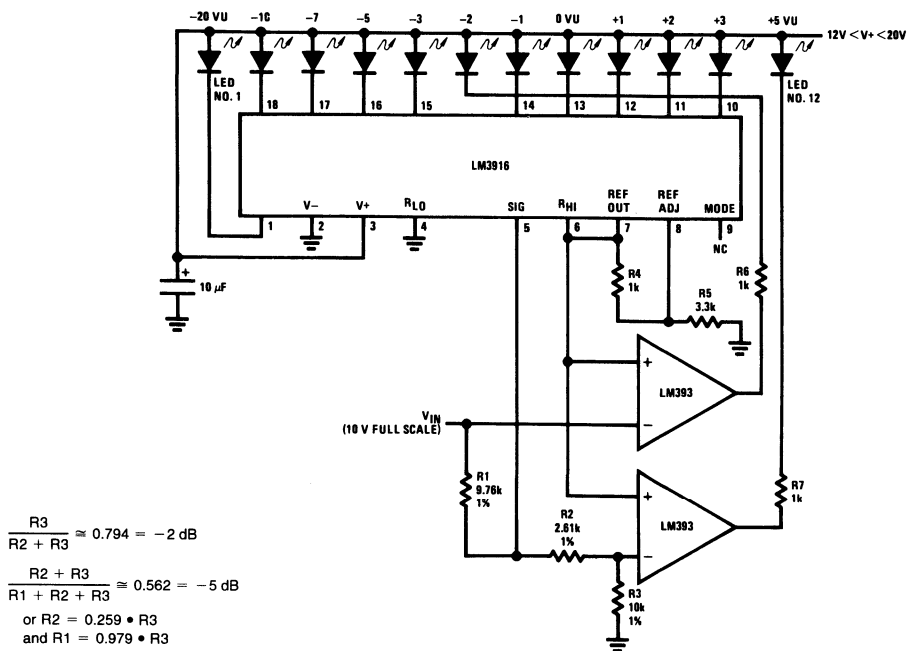 −20 VU −10 −7 −5 −3 −2 −1 0 VU +1 +2 +3 +5 VU
12V < V+ < 20V
LED
NO. 1
LED
NO. 12
18 17 16 15 14 13 12 11 10
LM3916
V− V+ RLO SIG RHI REF OUT REF ADJ MODE
1 2 3 4 5 6 7 8 9
NC
+
10 μF
R4
1k
R5
3.3k
R6
1k
+
LM393
−
VIN
(10 V FULL SCALE)
R1
9.76k
1%
R2
2.61k
1%
+
LM393
−
R7
1k
R3
10k
1%
R3
R2 + R3
≅ 0.794 = −2 dB
R2 + R3
R1 + R2 + R3
≅ 0.562 = −5 dB
or R2 = 0.259 • R3
and R1 = 0.979 • R3